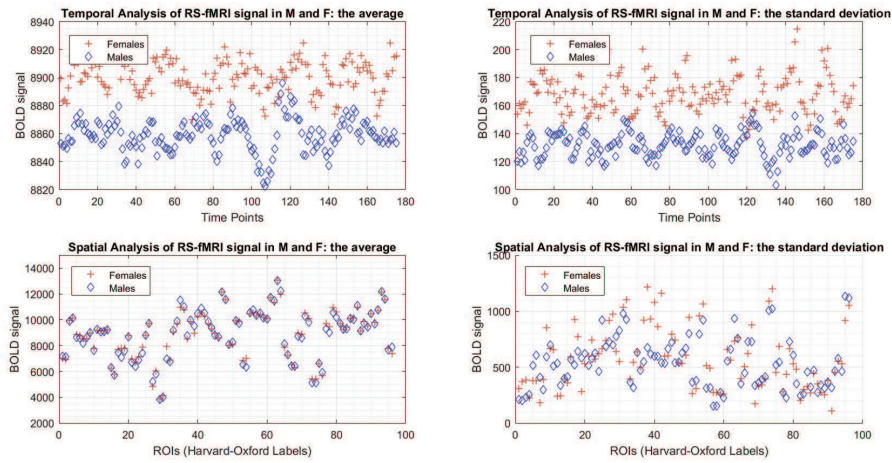 Temporal Analysis of RS-fMRI signal in M and F: the average
8940
8920
8900
8880
8860
8840
8820
BOLD signal
Females
Males
0 20 40 60 80 100 120 140 160 180
Time Points
Temporal Analysis of RS-fMRI signal in M and F: the standard deviation
220
200
180
160
140
120
100
BOLD signal
Females
Males
0 20 40 60 80 100 120 140 160 180
Time Points
Spatial Analysis of RS-fMRI signal in M and F: the average
14000
12000
10000
8000
6000
4000
2000
BOLD signal
Females
Males
0 20 40 60 80 100
ROIs (Harvard-Oxford Labels)
Spatial Analysis of RS-fMRI signal in M and F: the standard deviation
1500
1000
500
0
BOLD signal
Females
Males
0 20 40 60 80 100
ROIs (Harvard-Oxford Labels)